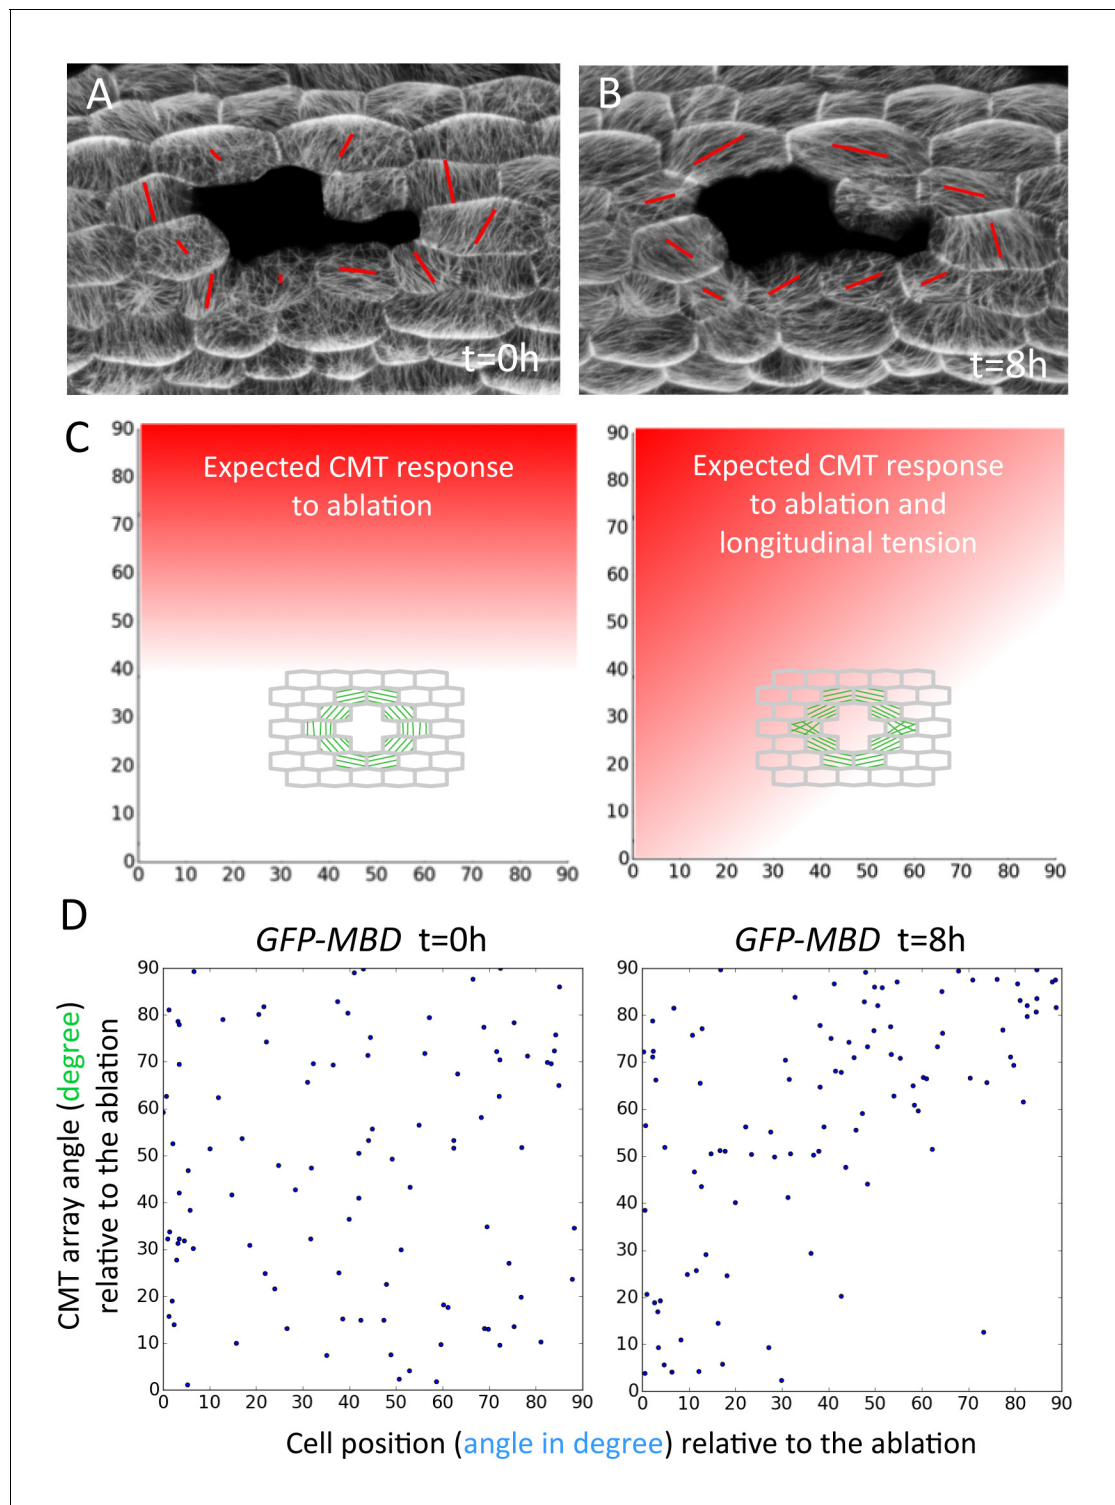 A
t=0h
B
t=8h
C
90
80
70
60
50
40
30
20
10
0
0 10 20 30 40 50 60 70 80 90
Expected CMT response
to ablation
90
80
70
60
50
40
30
20
10
0
0 10 20 30 40 50 60 70 80 90
Expected CMT response
to ablation and
longitudinal tension
D
GFP-MBD t=0h
90
80
70
60
50
40
30
20
10
0
0 10 20 30 40 50 60 70 80 90
GFP-MBD t=8h
90
80
70
60
50
40
30
20
10
0
0 10 20 30 40 50 60 70 80 90
CMT array angle (degree)
relative to the ablation
Cell position (angle in degree) relative to the ablation